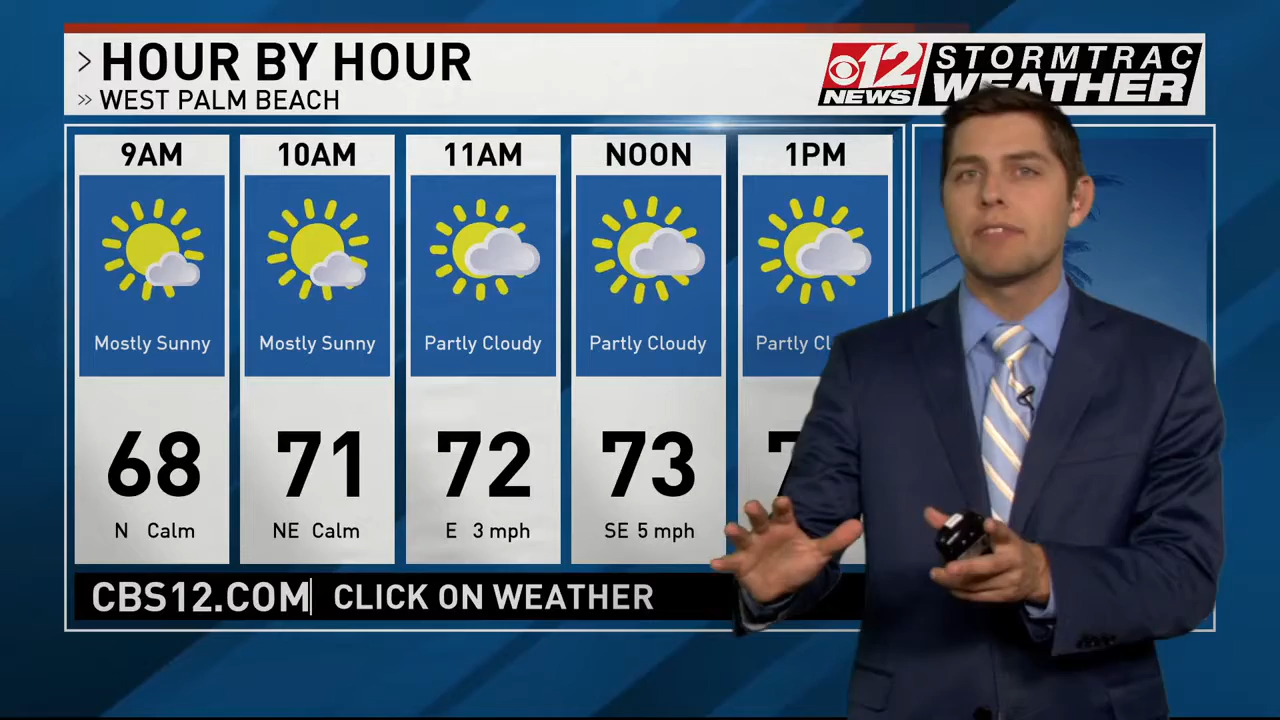 > HOUR BY HOUR
» WEST PALM BEACH
12 NEWS
STORMTRAC
WEATHER
9AM
Mostly Sunny
68
N Calm
10AM
Mostly Sunny
71
NE Calm
11AM
Partly Cloudy
72
E 3 mph
NOON
Partly Cloudy
73
SE 5 mph
1PM
Partly
CBS12.COM CLICK ON WEATHER